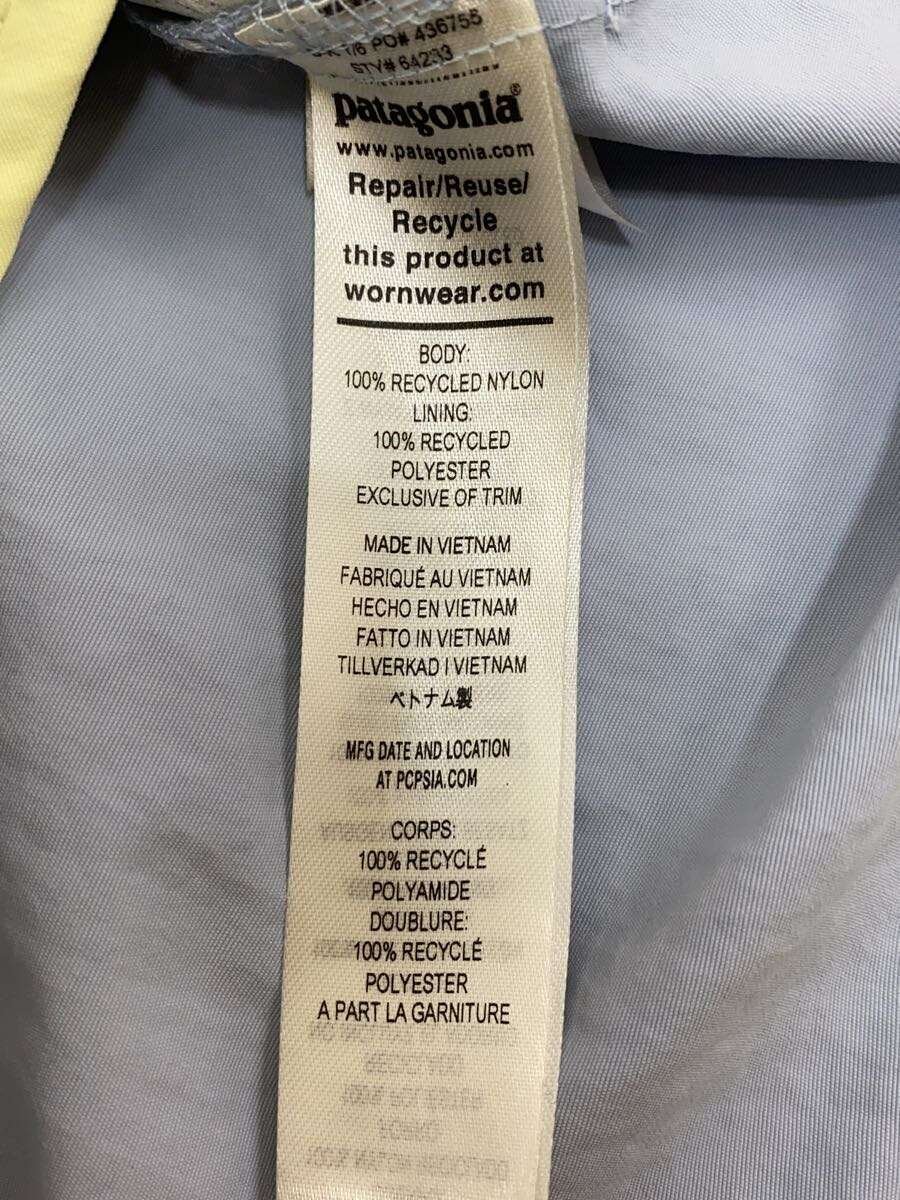 1/6 PO# 436755
STY# 64233
patagonia®
www.patagonia.com
Repair/Reuse/
Recycle
this product at
wornwear.com
BODY:
100% RECYCLED NYLON
LINING:
100% RECYCLED
POLYESTER
EXCLUSIVE OF TRIM
MADE IN VIETNAM
FABRIQUÉ AU VIETNAM
HECHO EN VIETNAM
FATTO IN VIETNAM
TILLVERKAD I VIETNAM
ベトナム製
MFG DATE AND LOCATION
AT PCPSIA.COM
CORPS:
100% RECYCLÉ
POLYAMIDE
DOUBLURE:
100% RECYCLÉ
POLYESTER
A PART LA GARNITURE